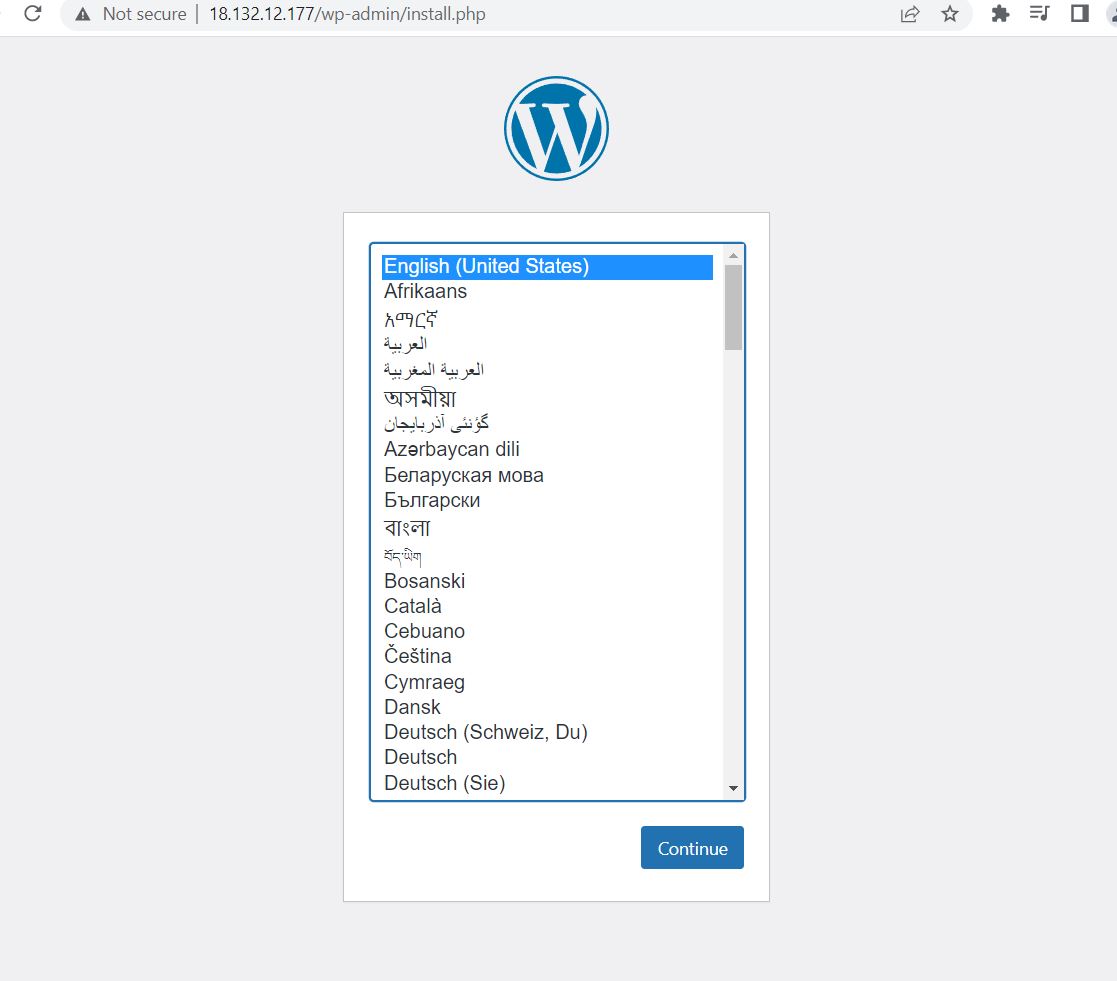 Not secure | 18.132.12.177/wp-admin/install.php
English (United States)
Afrikaans
አማርኛ
العربية
العربية المغربية
অসমীয়া
گؤنئی آذربایجان
Azərbaycan dili
Беларуская мова
Български
বাংলা
བོད་ཡིག
Bosanski
Català
Cebuano
Čeština
Cymraeg
Dansk
Deutsch (Schweiz, Du)
Deutsch
Deutsch (Sie)
Continue